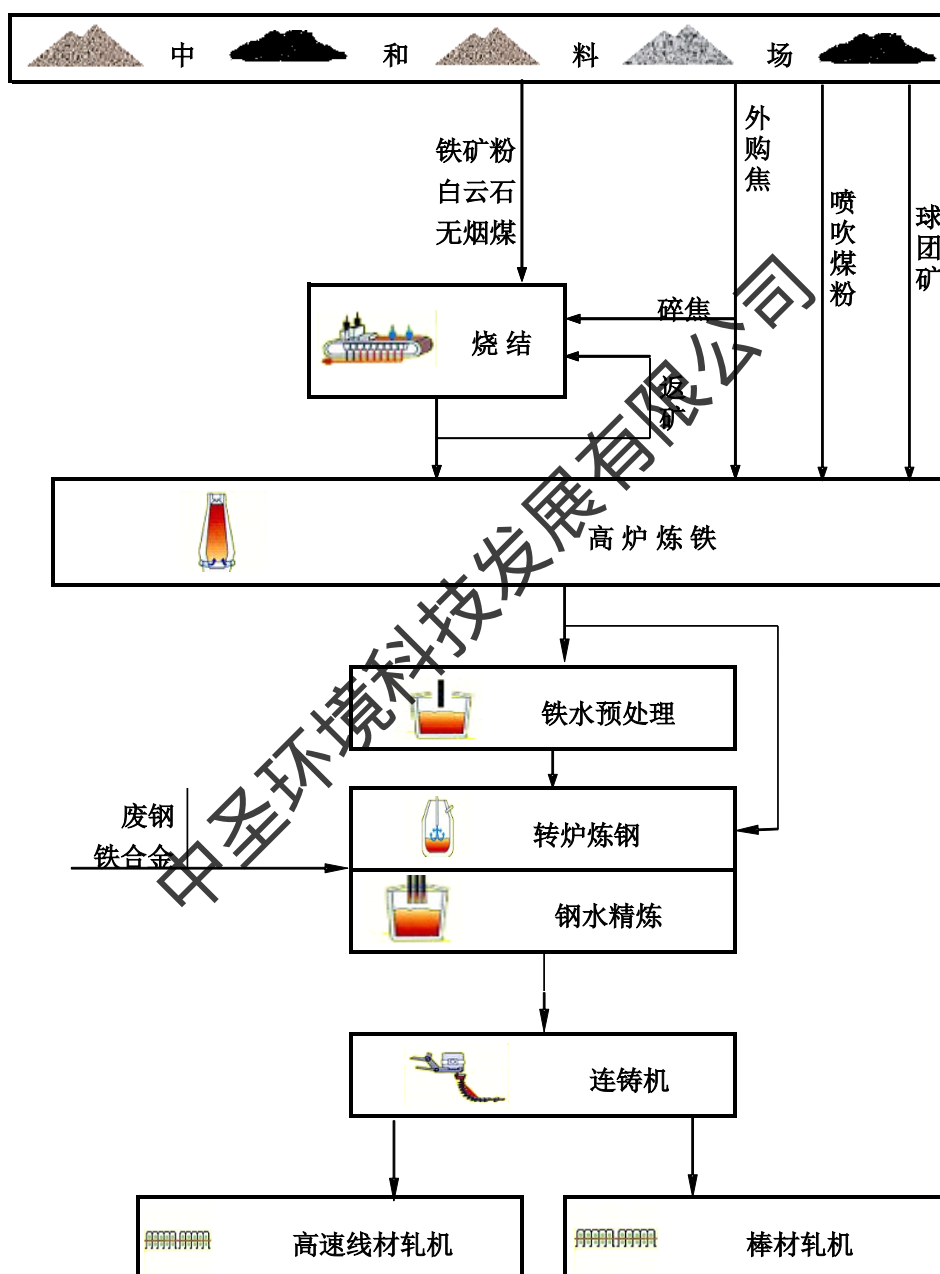 中 和 料 场
铁矿粉
白云石
无烟煤
外购焦
喷吹煤粉
球团矿
碎焦
烧结
返矿
高炉炼铁
铁水预处理
废钢
铁合金
转炉炼钢
钢水精炼
连铸机
高速线材轧机
棒材轧机
中圣环境科技发展有限公司